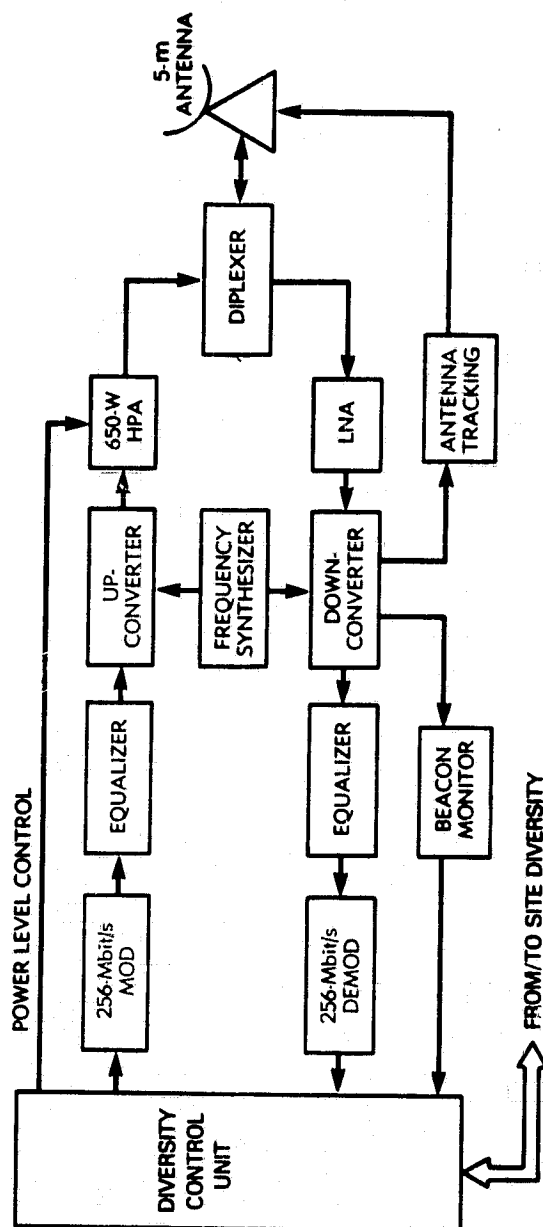 POWER LEVEL CONTROL
DIVERSITY
CONTROL
UNIT
256-Mbit/s
MOD
EQUALIZER
UP-
CONVERTER
650-W
HPA
5-m
ANTENNA
DIPLEXER
FREQUENCY
SYNTHESIZER
256-Mbit/s
DEMOD
EQUALIZER
DOWN-
CONVERTER
LNA
BEACON
MONITOR
ANTENNA
TRACKING
FROM/TO SITE DIVERSITY